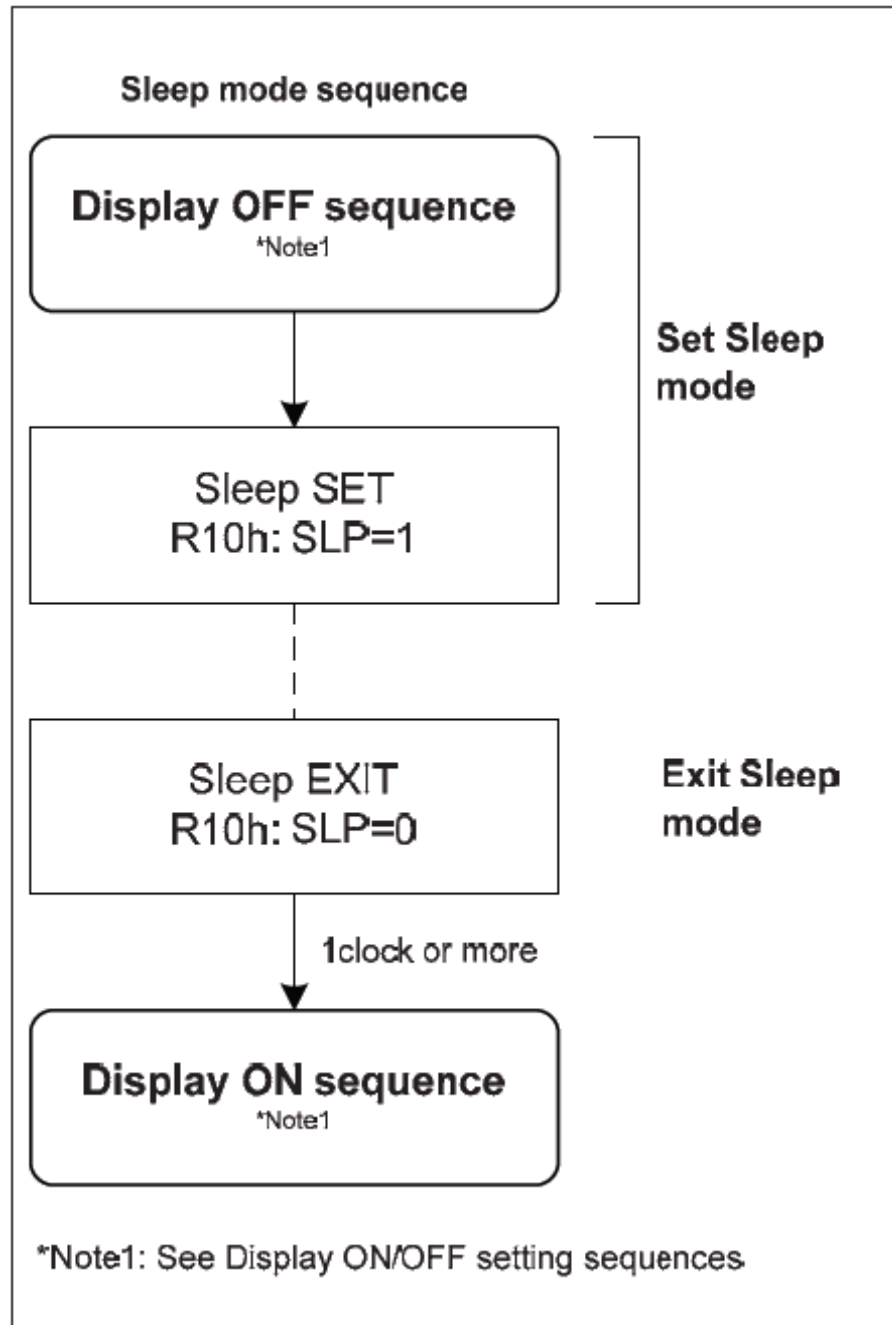 Sleep mode sequence
Display OFF sequence
*Note1
Set Sleep
mode
Sleep SET
R10h: SLP=1
Sleep EXIT
R10h: SLP=0
Exit Sleep
mode
1clock or more
Display ON sequence
*Note1
*Note1: See Display ON/OFF setting sequences